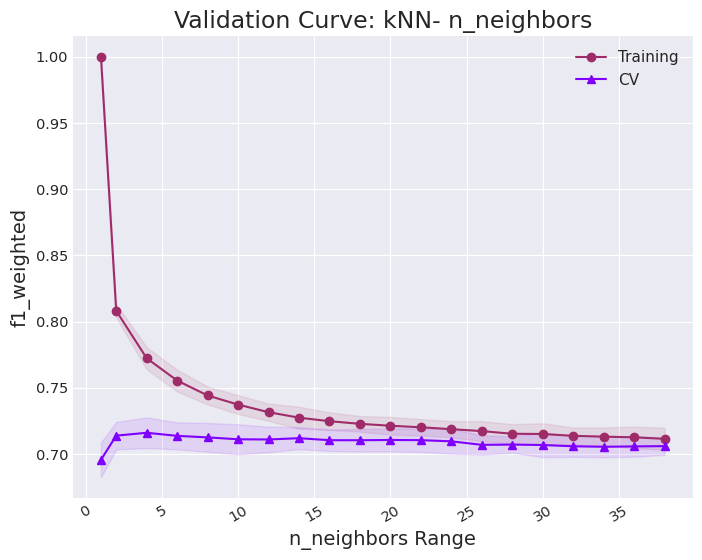 Validation Curve: kNN- n_neighbors
Training
CV
f1_weighted
1.00
0.95
0.90
0.85
0.80
0.75
0.70
0 5 10 15 20 25 30 35
n_neighbors Range